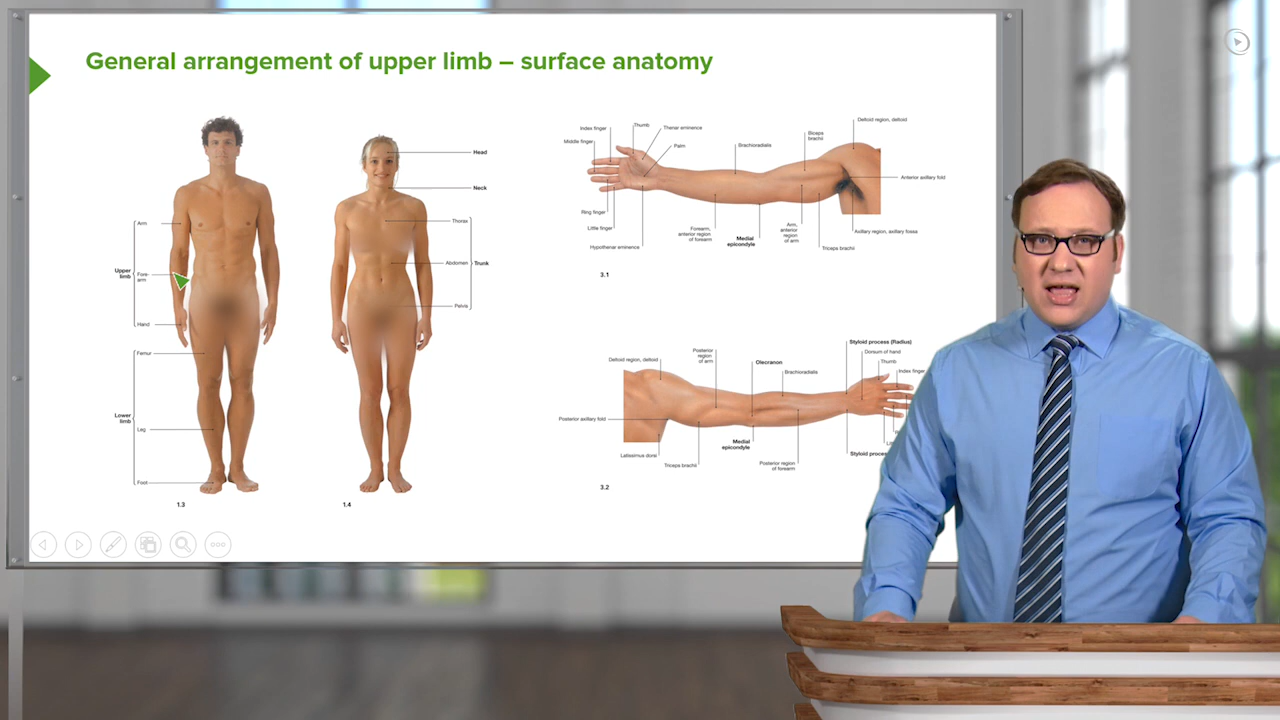 General arrangement of upper limb – surface anatomy
Head
Neck
Arm
Thorax
Upper
limb
Fore-
arm
Abdomen
Trunk
Pelvis
Hand
Femur
Lower
limb
Leg
Foot
1.3
1.4
Index finger
Thumb
Thenar eminence
Middle finger
Palm
Brachioradialis
Biceps
brachii
Deltoid region, deltoid
Anterior axillary fold
Ring finger
Little finger
Hypothenar eminence
Forearm,
anterior region
of forearm
Medial
epicondyle
Arm,
anterior
region
of arm
Triceps brachii
Axillary region, axillary fossa
3.1
Deltoid region, deltoid
Posterior
region
of arm
Olecranon
Brachioradialis
Styloid process (Radius)
Dorsum of hand
Thumb
Index finger
Posterior axillary fold
Latissimus dorsi
Triceps brachii
Medial
epicondyle
Posterior region
of forearm
Styloid proces
3.2